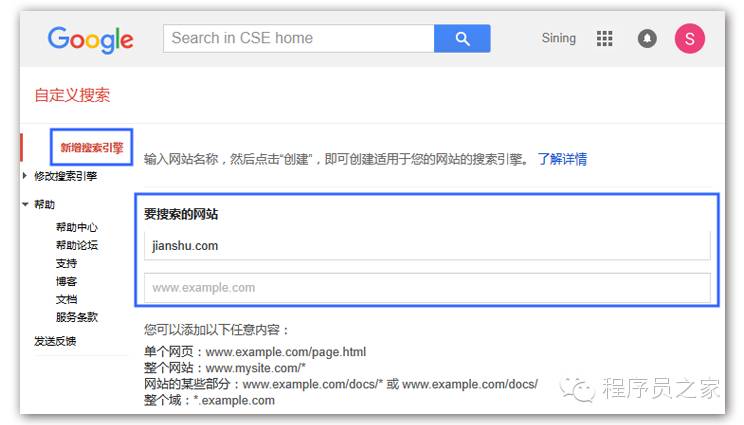 Google
Search in CSE home
Sining
S
自定义搜索
新增搜索引擎
修改搜索引擎
帮助
帮助中心
帮助论坛
支持
博客
文档
服务条款
发送反馈
输入网站名称，然后点击“创建”，即可创建适用于您的网站的搜索引擎。 了解详情
要搜索的网站
jianshu.com
www.example.com
您可以添加以下任意内容：
单个网页：www.example.com/page.html
整个网站：www.mysite.com/*
网站的某些部分：www.example.com/docs/* 或 www.example.com/docs/
整个域：*.example.com
程序员之家